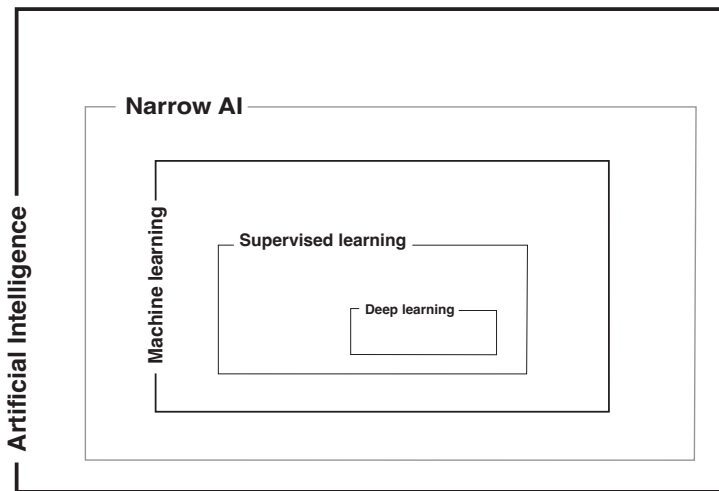 Artificial Intelligence
Narrow AI
Machine learning
Supervised learning
Deep learning